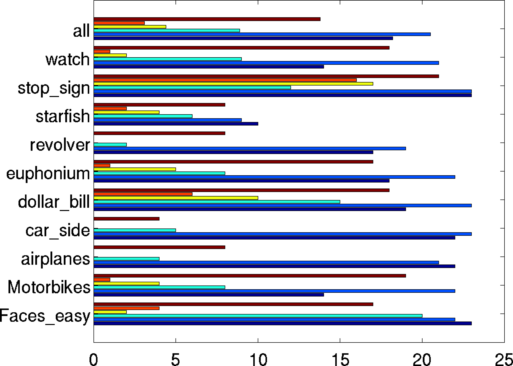 all
watch
stop_sign
starfish
revolver
euphonium
dollar_bill
car_side
airplanes
Motorbikes
Faces_easy
0 5 10 15 20 25